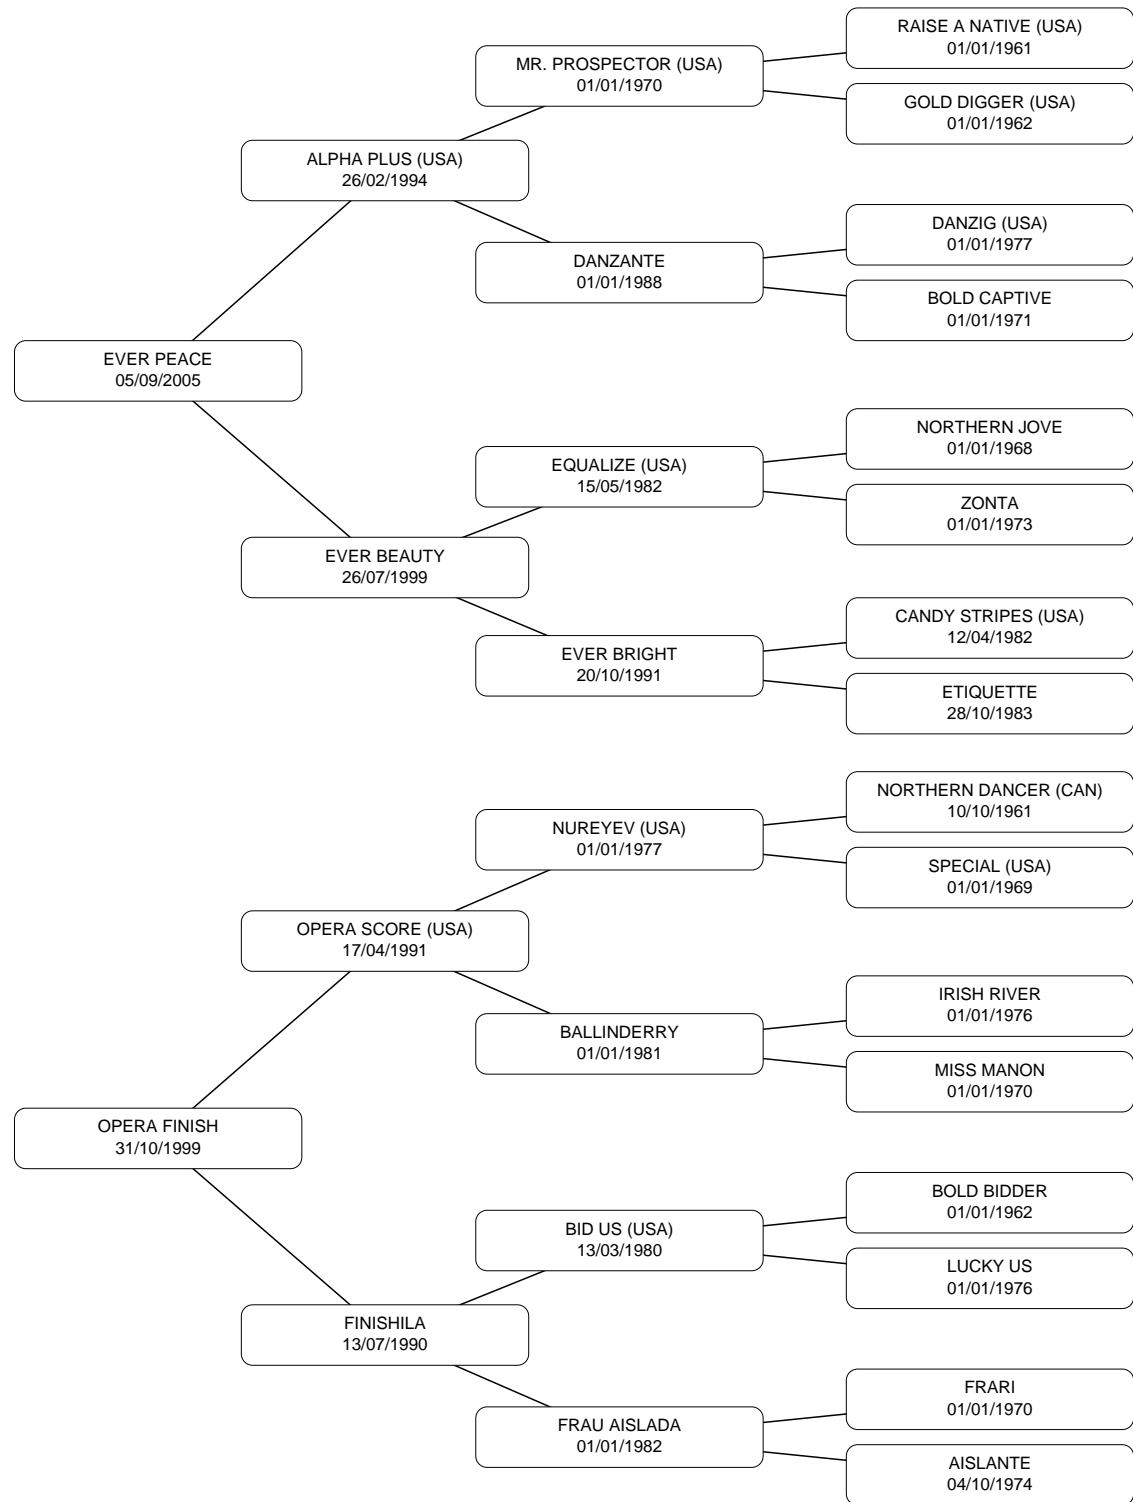 RAISE A NATIVE (USA)
01/01/1961
MR. PROSPECTOR (USA)
01/01/1970
GOLD DIGGER (USA)
01/01/1962
ALPHA PLUS (USA)
26/02/1994
DANZIG (USA)
01/01/1977
DANZANTE
01/01/1988
BOLD CAPTIVE
01/01/1971
EVER PEACE
05/09/2005
NORTHERN JOVE
01/01/1968
EQUALIZE (USA)
15/05/1982
ZONTA
01/01/1973
EVER BEAUTY
26/07/1999
CANDY STRIPES (USA)
12/04/1982
EVER BRIGHT
20/10/1991
ETIQUETTE
28/10/1983
NORTHERN DANCER (CAN)
10/10/1961
NUREYEV (USA)
01/01/1977
SPECIAL (USA)
01/01/1969
OPERA SCORE (USA)
17/04/1991
IRISH RIVER
01/01/1976
BALLINDERRY
01/01/1981
MISS MANON
01/01/1970
OPERA FINISH
31/10/1999
BOLD BIDDER
01/01/1962
BID US (USA)
13/03/1980
LUCKY US
01/01/1976
FINISHILA
13/07/1990
FRARI
01/01/1970
FRAU AISLADA
01/01/1982
AISLANTE
04/10/1974